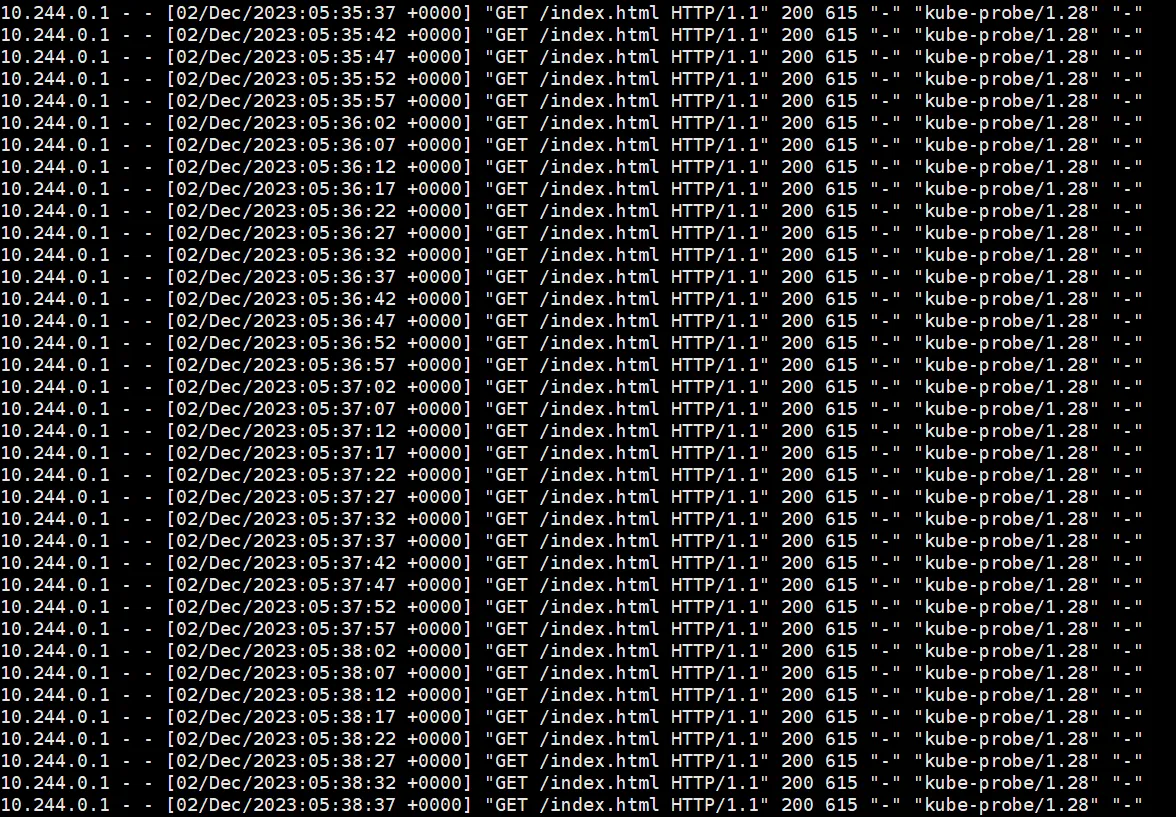 10.244.0.1 - - [02/Dec/2023:05:35:37 +0000] "GET /index.html HTTP/1.1" 200 615 "-" "kube-probe/1.28" "-"
10.244.0.1 - - [02/Dec/2023:05:35:42 +0000] "GET /index.html HTTP/1.1" 200 615 "-" "kube-probe/1.28" "-"
10.244.0.1 - - [02/Dec/2023:05:35:47 +0000] "GET /index.html HTTP/1.1" 200 615 "-" "kube-probe/1.28" "-"
10.244.0.1 - - [02/Dec/2023:05:35:52 +0000] "GET /index.html HTTP/1.1" 200 615 "-" "kube-probe/1.28" "-"
10.244.0.1 - - [02/Dec/2023:05:35:57 +0000] "GET /index.html HTTP/1.1" 200 615 "-" "kube-probe/1.28" "-"
10.244.0.1 - - [02/Dec/2023:05:36:02 +0000] "GET /index.html HTTP/1.1" 200 615 "-" "kube-probe/1.28" "-"
10.244.0.1 - - [02/Dec/2023:05:36:07 +0000] "GET /index.html HTTP/1.1" 200 615 "-" "kube-probe/1.28" "-"
10.244.0.1 - - [02/Dec/2023:05:36:12 +0000] "GET /index.html HTTP/1.1" 200 615 "-" "kube-probe/1.28" "-"
10.244.0.1 - - [02/Dec/2023:05:36:17 +0000] "GET /index.html HTTP/1.1" 200 615 "-" "kube-probe/1.28" "-"
10.244.0.1 - - [02/Dec/2023:05:36:22 +0000] "GET /index.html HTTP/1.1" 200 615 "-" "kube-probe/1.28" "-"
10.244.0.1 - - [02/Dec/2023:05:36:27 +0000] "GET /index.html HTTP/1.1" 200 615 "-" "kube-probe/1.28" "-"
10.244.0.1 - - [02/Dec/2023:05:36:32 +0000] "GET /index.html HTTP/1.1" 200 615 "-" "kube-probe/1.28" "-"
10.244.0.1 - - [02/Dec/2023:05:36:37 +0000] "GET /index.html HTTP/1.1" 200 615 "-" "kube-probe/1.28" "-"
10.244.0.1 - - [02/Dec/2023:05:36:42 +0000] "GET /index.html HTTP/1.1" 200 615 "-" "kube-probe/1.28" "-"
10.244.0.1 - - [02/Dec/2023:05:36:47 +0000] "GET /index.html HTTP/1.1" 200 615 "-" "kube-probe/1.28" "-"
10.244.0.1 - - [02/Dec/2023:05:36:52 +0000] "GET /index.html HTTP/1.1" 200 615 "-" "kube-probe/1.28" "-"
10.244.0.1 - - [02/Dec/2023:05:36:57 +0000] "GET /index.html HTTP/1.1" 200 615 "-" "kube-probe/1.28" "-"
10.244.0.1 - - [02/Dec/2023:05:37:02 +0000] "GET /index.html HTTP/1.1" 200 615 "-" "kube-probe/1.28" "-"
10.244.0.1 - - [02/Dec/2023:05:37:07 +0000] "GET /index.html HTTP/1.1" 200 615 "-" "kube-probe/1.28" "-"
10.244.0.1 - - [02/Dec/2023:05:37:12 +0000] "GET /index.html HTTP/1.1" 200 615 "-" "kube-probe/1.28" "-"
10.244.0.1 - - [02/Dec/2023:05:37:17 +0000] "GET /index.html HTTP/1.1" 200 615 "-" "kube-probe/1.28" "-"
10.244.0.1 - - [02/Dec/2023:05:37:22 +0000] "GET /index.html HTTP/1.1" 200 615 "-" "kube-probe/1.28" "-"
10.244.0.1 - - [02/Dec/2023:05:37:27 +0000] "GET /index.html HTTP/1.1" 200 615 "-" "kube-probe/1.28" "-"
10.244.0.1 - - [02/Dec/2023:05:37:32 +0000] "GET /index.html HTTP/1.1" 200 615 "-" "kube-probe/1.28" "-"
10.244.0.1 - - [02/Dec/2023:05:37:37 +0000] "GET /index.html HTTP/1.1" 200 615 "-" "kube-probe/1.28" "-"
10.244.0.1 - - [02/Dec/2023:05:37:42 +0000] "GET /index.html HTTP/1.1" 200 615 "-" "kube-probe/1.28" "-"
10.244.0.1 - - [02/Dec/2023:05:37:47 +0000] "GET /index.html HTTP/1.1" 200 615 "-" "kube-probe/1.28" "-"
10.244.0.1 - - [02/Dec/2023:05:37:52 +0000] "GET /index.html HTTP/1.1" 200 615 "-" "kube-probe/1.28" "-"
10.244.0.1 - - [02/Dec/2023:05:37:57 +0000] "GET /index.html HTTP/1.1" 200 615 "-" "kube-probe/1.28" "-"
10.244.0.1 - - [02/Dec/2023:05:38:02 +0000] "GET /index.html HTTP/1.1" 200 615 "-" "kube-probe/1.28" "-"
10.244.0.1 - - [02/Dec/2023:05:38:07 +0000] "GET /index.html HTTP/1.1" 200 615 "-" "kube-probe/1.28" "-"
10.244.0.1 - - [02/Dec/2023:05:38:12 +0000] "GET /index.html HTTP/1.1" 200 615 "-" "kube-probe/1.28" "-"
10.244.0.1 - - [02/Dec/2023:05:38:17 +0000] "GET /index.html HTTP/1.1" 200 615 "-" "kube-probe/1.28" "-"
10.244.0.1 - - [02/Dec/2023:05:38:22 +0000] "GET /index.html HTTP/1.1" 200 615 "-" "kube-probe/1.28" "-"
10.244.0.1 - - [02/Dec/2023:05:38:27 +0000] "GET /index.html HTTP/1.1" 200 615 "-" "kube-probe/1.28" "-"
10.244.0.1 - - [02/Dec/2023:05:38:32 +0000] "GET /index.html HTTP/1.1" 200 615 "-" "kube-probe/1.28" "-"
10.244.0.1 - - [02/Dec/2023:05:38:37 +0000] "GET /index.html HTTP/1.1" 200 615 "-" "kube-probe/1.28" "-"